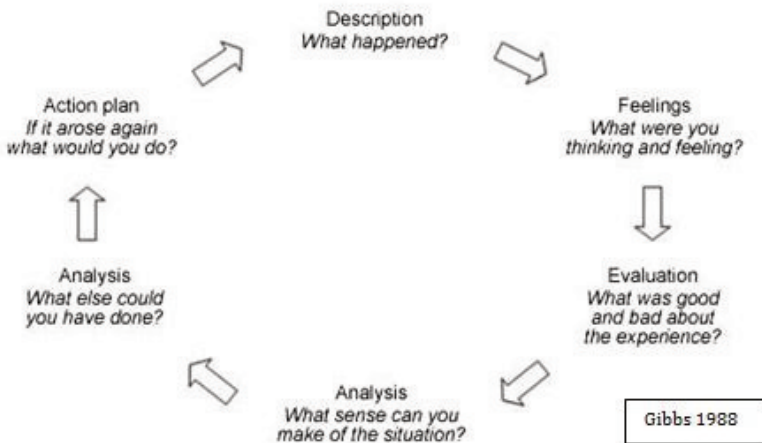 Description
What happened?
Feelings
What were you
thinking and feeling?
Evaluation
What was good
and bad about
the experience?
Analysis
What sense can you
make of the situation?
Analysis
What else could
you have done?
Action plan
If it arose again
what would you do?
Gibbs 1988